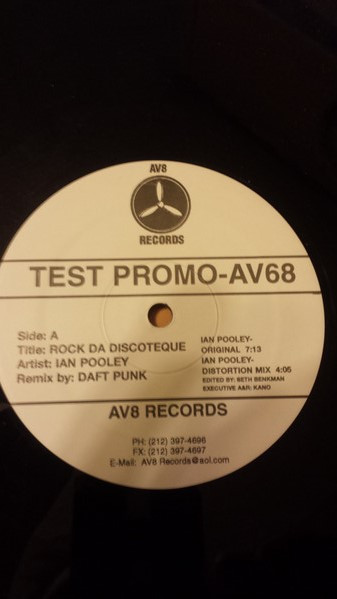 AV8
RECORDS
TEST PROMO-AV68
Side: A
Title: ROCK DA DISCOTEQUE
Artist: IAN POOLEY
Remix by: DAFT PUNK
IAN POOLEY-
ORIGINAL 7:13
IAN POOLEY-
DISTORTION MIX 4:05
EDITED BY: BETH BENKMAN
EXECUTIVE A&R: KANO
AV8 RECORDS
PH: (212) 397-4696
FX: (212) 397-4697
E-Mail: AV8 Records@aol.com